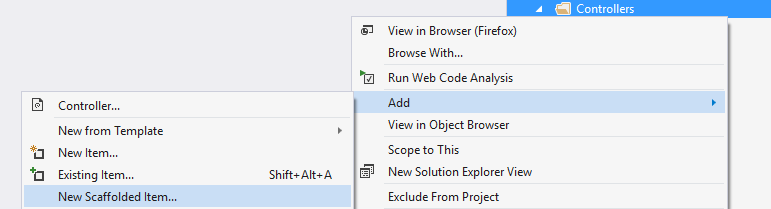 Controllers
View in Browser (Firefox)
Browse With...
Run Web Code Analysis
Add
View in Object Browser
Scope to This
New Solution Explorer View
Exclude From Project
Controller...
New from Template
New Item...
Existing Item... Shift+Alt+A
New Scaffolded Item...